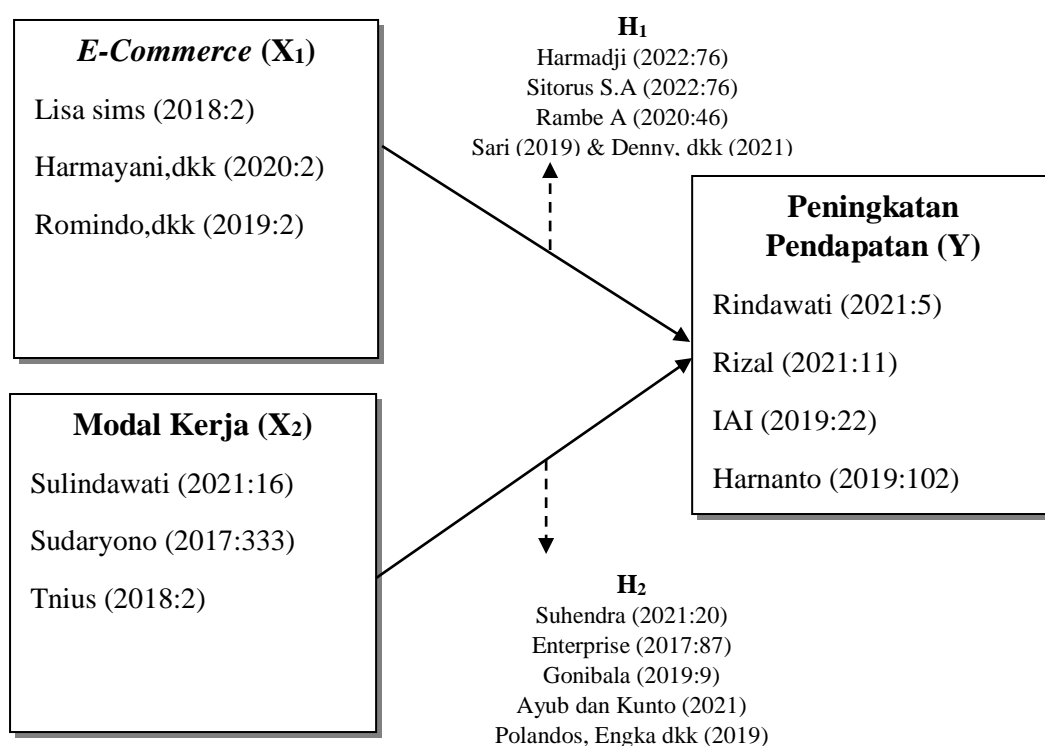 E-Commerce (X1)
Lisa sims (2018:2)
Harmayani,dkk (2020:2)
Romindo,dkk (2019:2)
H1
Harmadji (2022:76)
Sitorus S.A (2022:76)
Rambe A (2020:46)
Sari (2019) & Denny, dkk (2021)
Peningkatan
Pendapatan (Y)
Rindawati (2021:5)
Rizal (2021:11)
IAI (2019:22)
Harnanto (2019:102)
Modal Kerja (X2)
Sulindawati (2021:16)
Sudaryono (2017:333)
Tnius (2018:2)
H2
Suhendra (2021:20)
Enterprise (2017:87)
Gonibala (2019:9)
Ayub dan Kunto (2021)
Polandos, Engka dkk (2019)